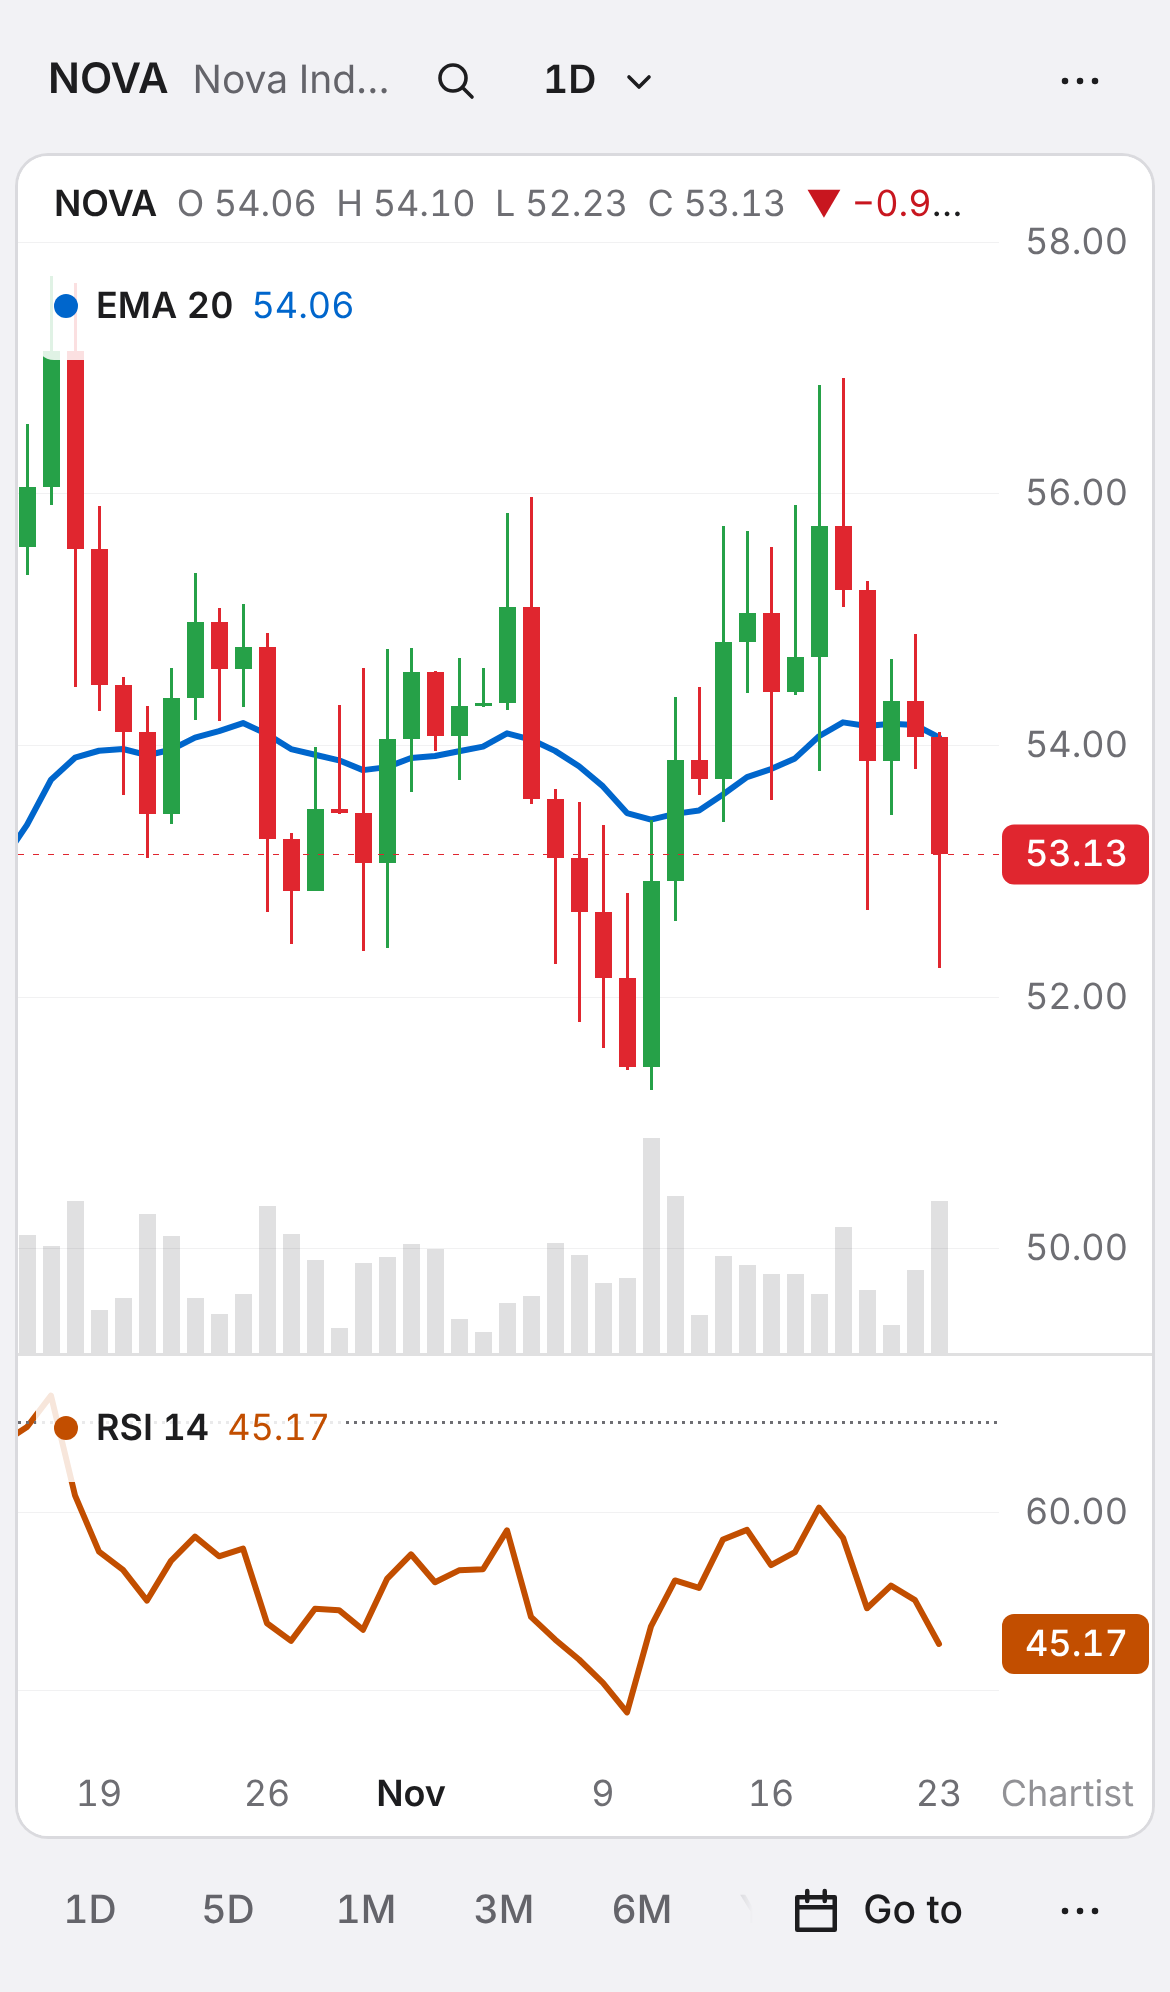 NOVA Nova Ind... 1D
NOVA O 54.06 H 54.10 L 52.23 C 53.13 ▼ −0.9...
58.00
EMA 20 54.06
56.00
54.00
53.13
52.00
50.00
RSI 14 45.17
60.00
45.17
19 26 Nov 9 16 23 Chartist
1D 5D 1M 3M 6M Go to